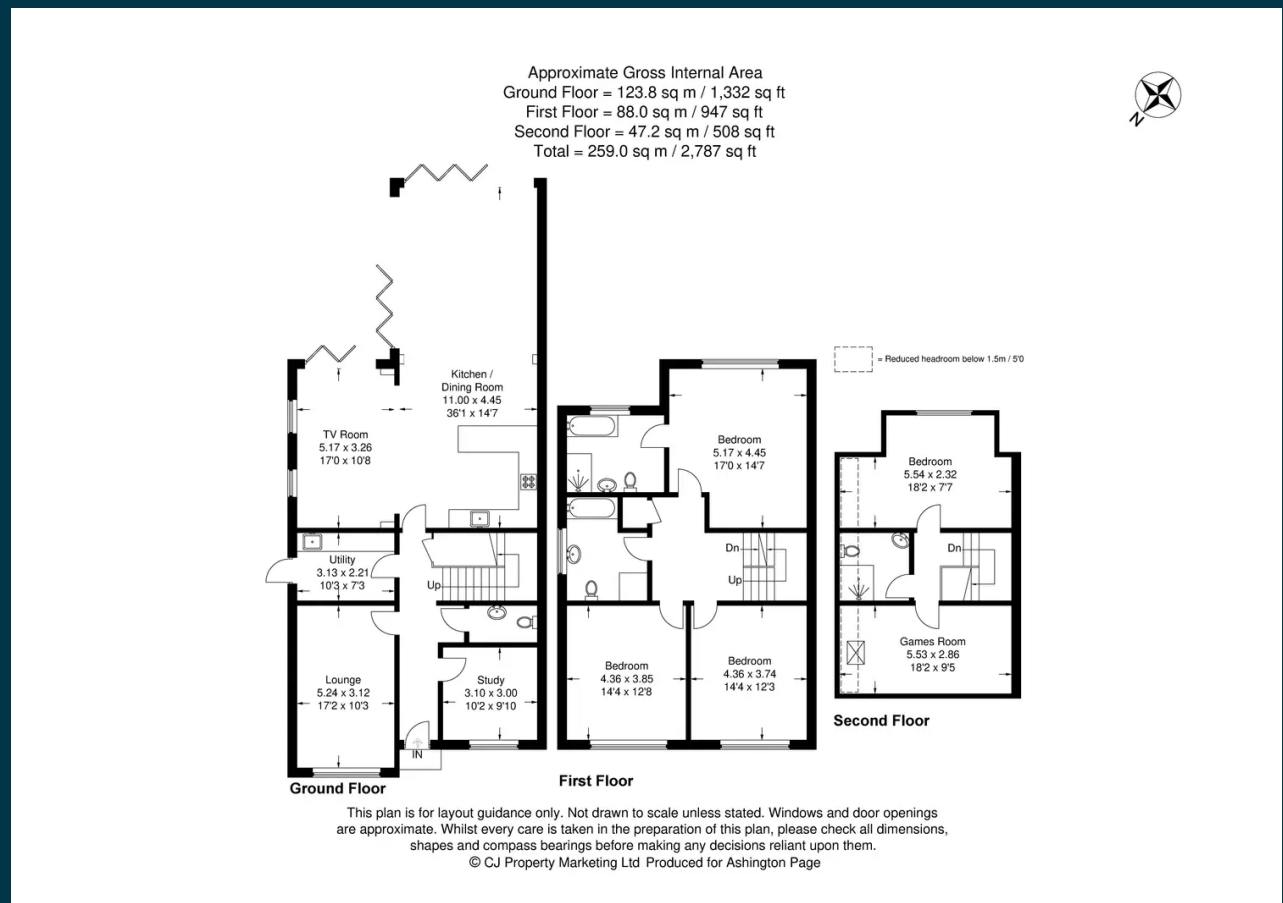 Approximate Gross Internal Area
Ground Floor = 123.8 sq m / 1,332 sq ft
First Floor = 88.0 sq m / 947 sq ft
Second Floor = 47.2 sq m / 508 sq ft
Total = 259.0 sq m / 2,787 sq ft
N
Kitchen /
Dining Room
11.00 x 4.45
36'1 x 14'7
TV Room
5.17 x 3.26
17'0 x 10'8
Utility
3.13 x 2.21
10'3 x 7'3
Up
Lounge
5.24 x 3.12
17'2 x 10'3
Study
3.10 x 3.00
10'2 x 9'10
IN
Ground Floor
Bedroom
5.17 x 4.45
17'0 x 14'7
Dn
Up
Bedroom
4.36 x 3.85
14'4 x 12'8
Bedroom
4.36 x 3.74
14'4 x 12'3
First Floor
= Reduced headroom below 1.5m / 5'0
Bedroom
5.54 x 2.32
18'2 x 7'7
Dn
Games Room
5.53 x 2.86
18'2 x 9'5
Second Floor
This plan is for layout guidance only. Not drawn to scale unless stated. Windows and door openings
are approximate. Whilst every care is taken in the preparation of this plan, please check all dimensions,
shapes and compass bearings before making any decisions reliant upon them.
© CJ Property Marketing Ltd Produced for Ashington Page